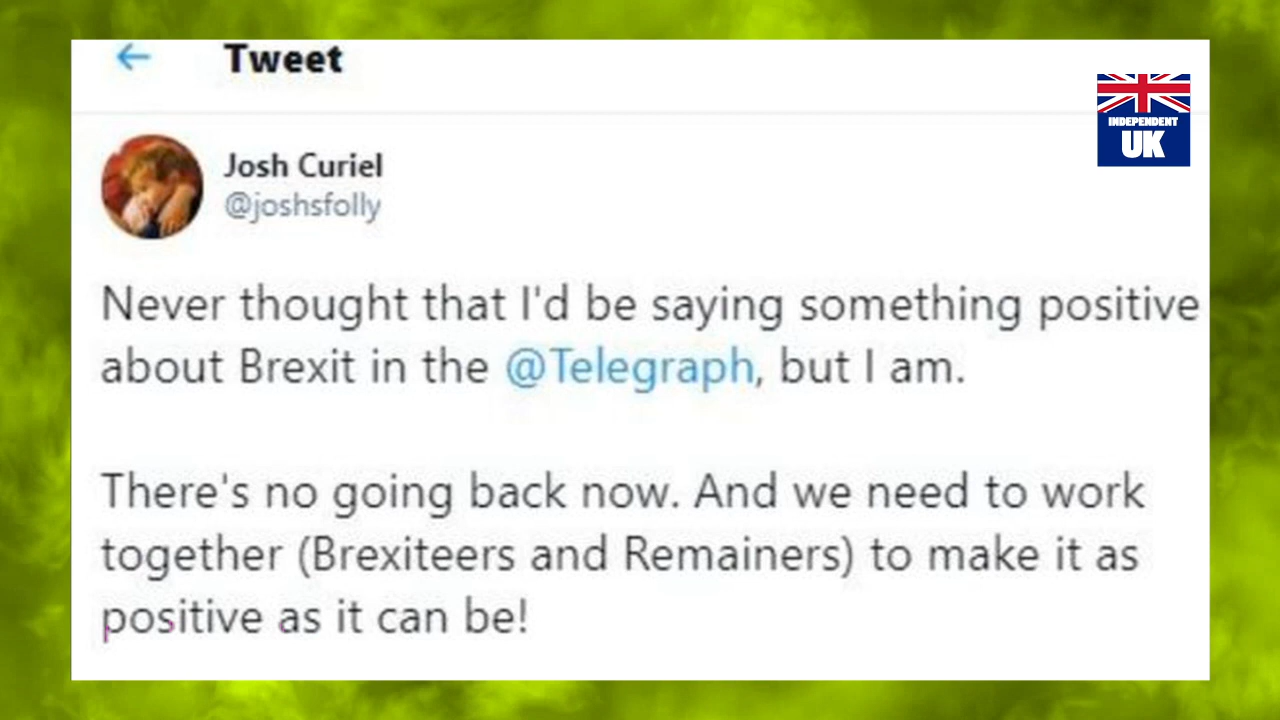 Tweet
INDEPENDENT
UK
Josh Curiel
@joshsfolly
Never thought that I'd be saying something positive
about Brexit in the @Telegraph, but I am.
There's no going back now. And we need to work
together (Brexiteers and Remainers) to make it as
positive as it can be!